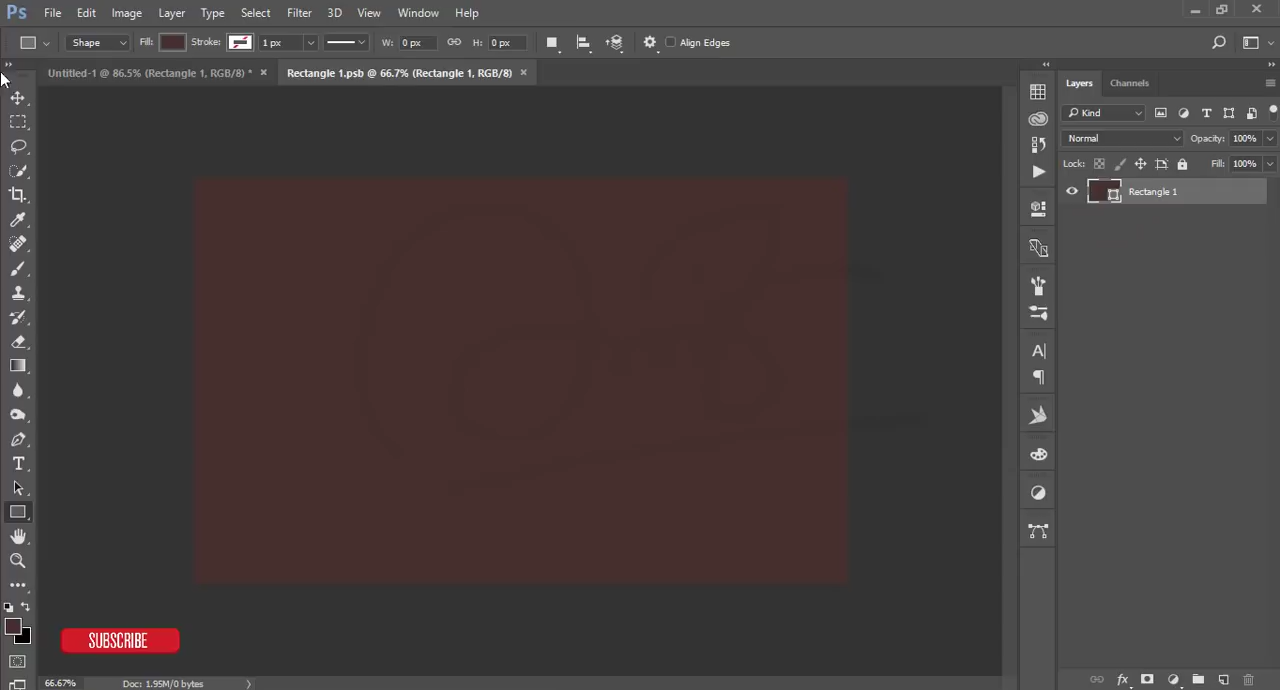 Ps File Edit Image Layer Type Select Filter 3D View Window Help
Shape Fill: Stroke: 1 px W: 0 px H: 0 px Align Edges
Untitled-1 @ 86.5% (Rectangle 1, RGB/8) * × Rectangle 1.psb @ 66.7% (Rectangle 1, RGB/8) ×
Layers Channels
Kind
Normal Opacity: 100%
Lock: Fill: 100%
Rectangle 1
SUBSCRIBE
66.67% Doc: 1.95M/0 bytes